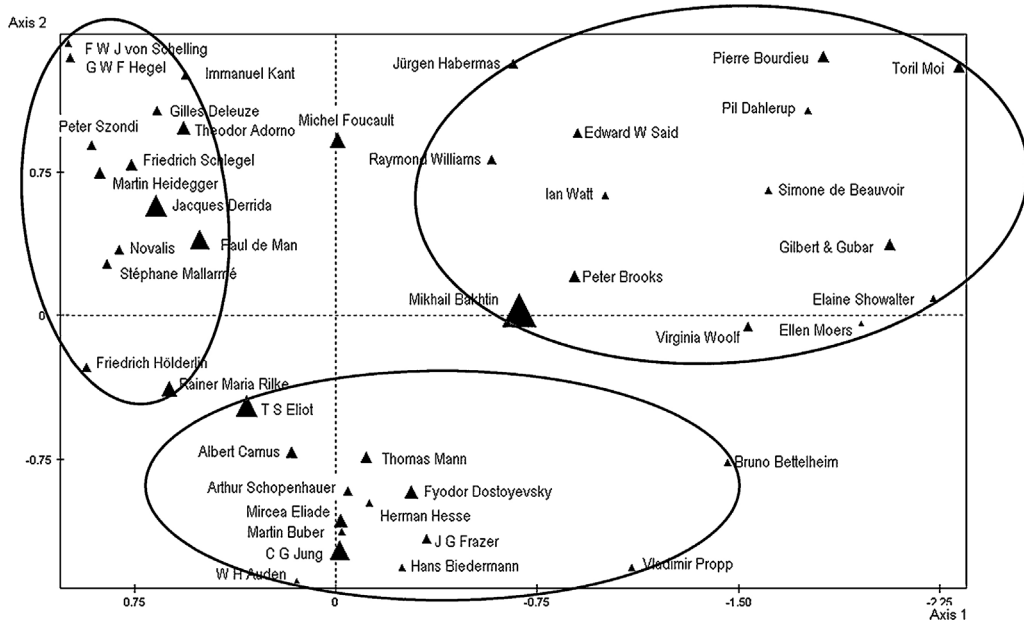 Axis 2
F W J von Schelling
G W F Hegel
Immanuel Kant
Jürgen Habermas
Pierre Bourdieu
Toril Moi
Gilles Deleuze
Pil Dahlerup
Peter Szondi
Theodor Adorno
Michel Foucault
Edward W Said
Friedrich Schlegel
Raymond Williams
0.75
Martin Heidegger
Ian Watt
Simone de Beauvoir
Jacques Derrida
Novalis
Paul de Man
Gilbert & Gubar
Stéphane Mallarmé
Peter Brooks
Mikhail Bakhtin
Elaine Showalter
0
Virginia Woolf
Ellen Moers
Friedrich Hölderlin
Rainer Maria Rilke
T S Eliot
-0.75
Albert Camus
Thomas Mann
Bruno Bettelheim
Arthur Schopenhauer
Fyodor Dostoyevsky
Mircea Eliade
Herman Hesse
Martin Buber
J G Frazer
C G Jung
Hans Biedermann
Vladimir Propp
W H Auden
0.75
0
-0.75
-1.50
-2.25
Axis 1